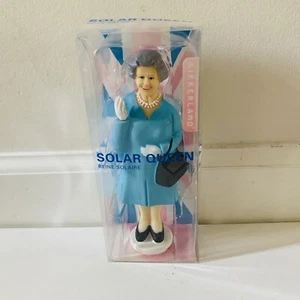 KIKKERLAND
SOLAR QUEEN
REINE SOLAIRE